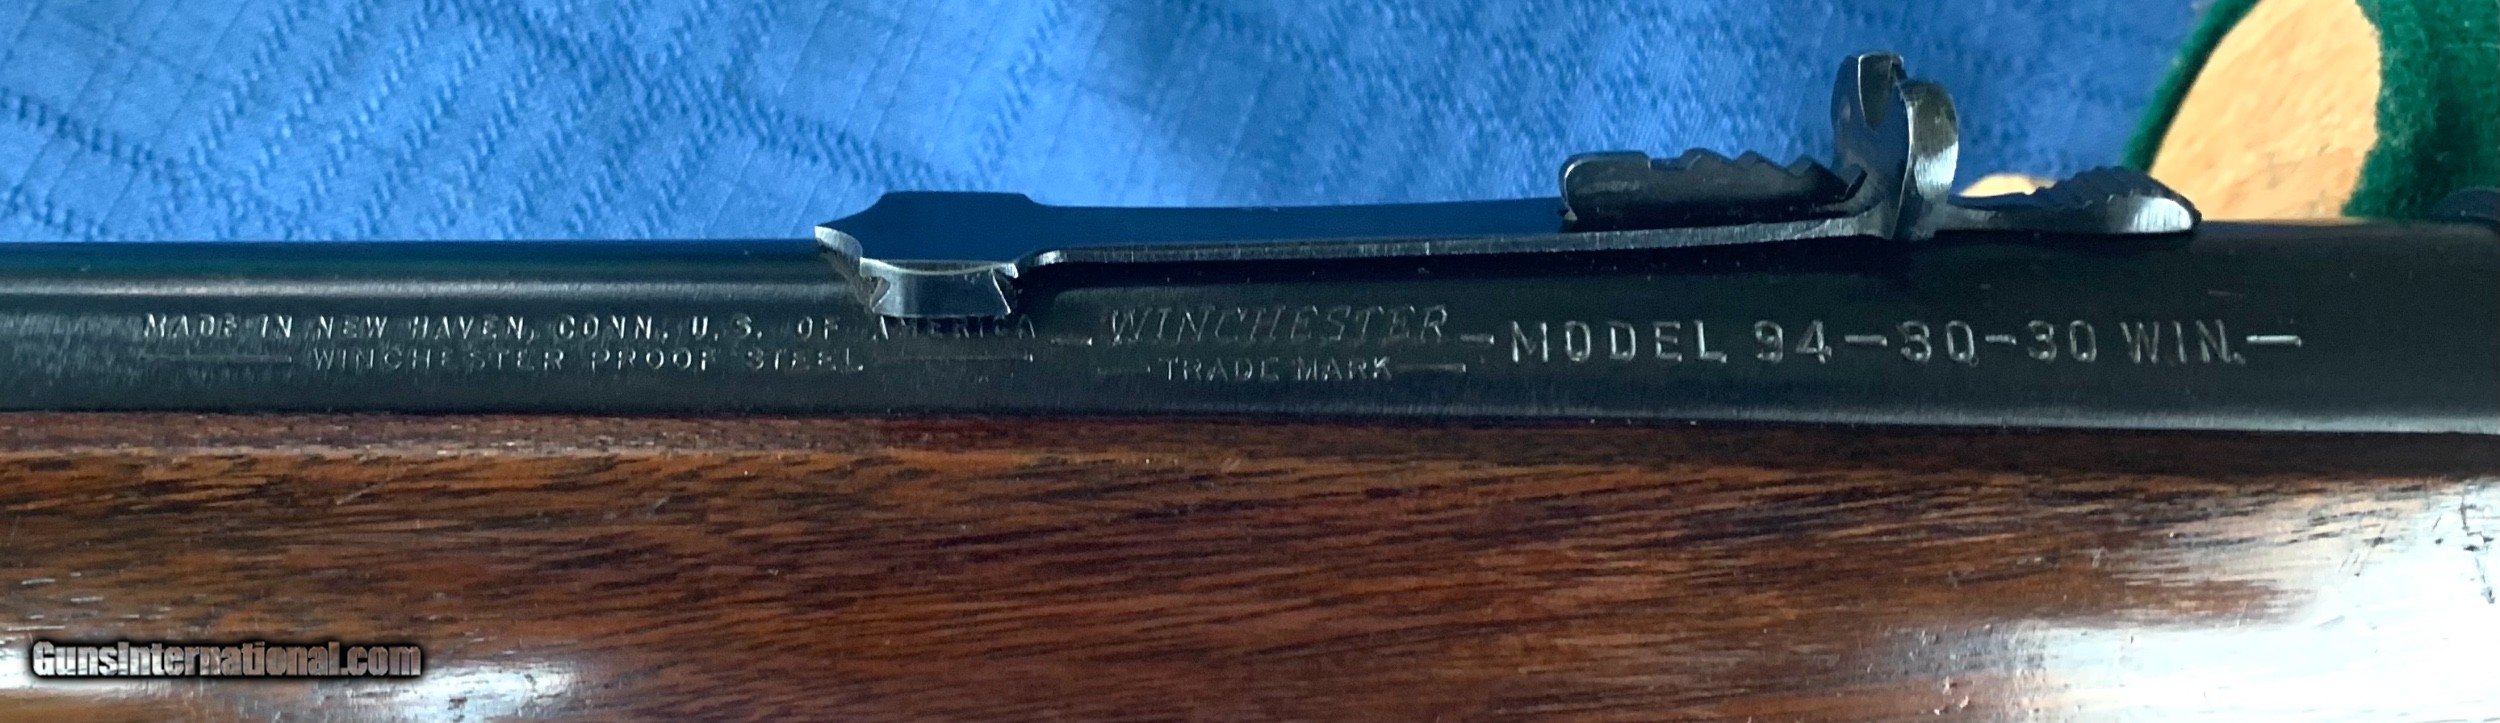 MADE IN NEW HAVEN, CONN. U. S. OF AMERICA
WINCHESTER PROOF STEEL
—WINCHESTER—
—TRADE MARK—
MODEL 94—30-30 WIN.—
GunsInternational.com